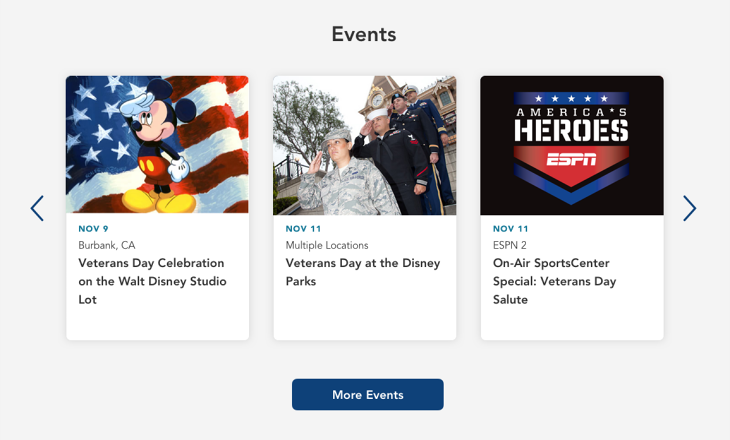 Events
AMERICA'S
HEROES
ESPN
NOV 9
Burbank, CA
Veterans Day Celebration
on the Walt Disney Studio
Lot
NOV 11
Multiple Locations
Veterans Day at the Disney
Parks
NOV 11
ESPN 2
On-Air SportsCenter
Special: Veterans Day
Salute
More Events